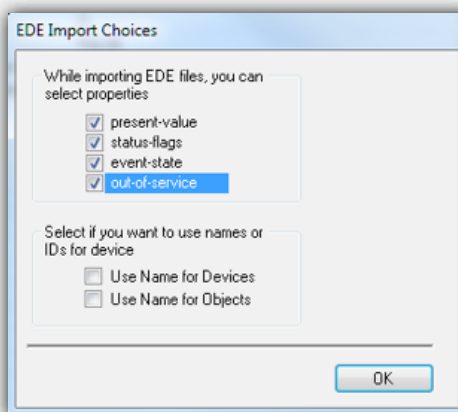 EDE Import Choices
While importing EDE files, you can
select properties
present-value
status-flags
event-state
out-of-service
Select if you want to use names or
IDs for device
Use Name for Devices
Use Name for Objects
OK